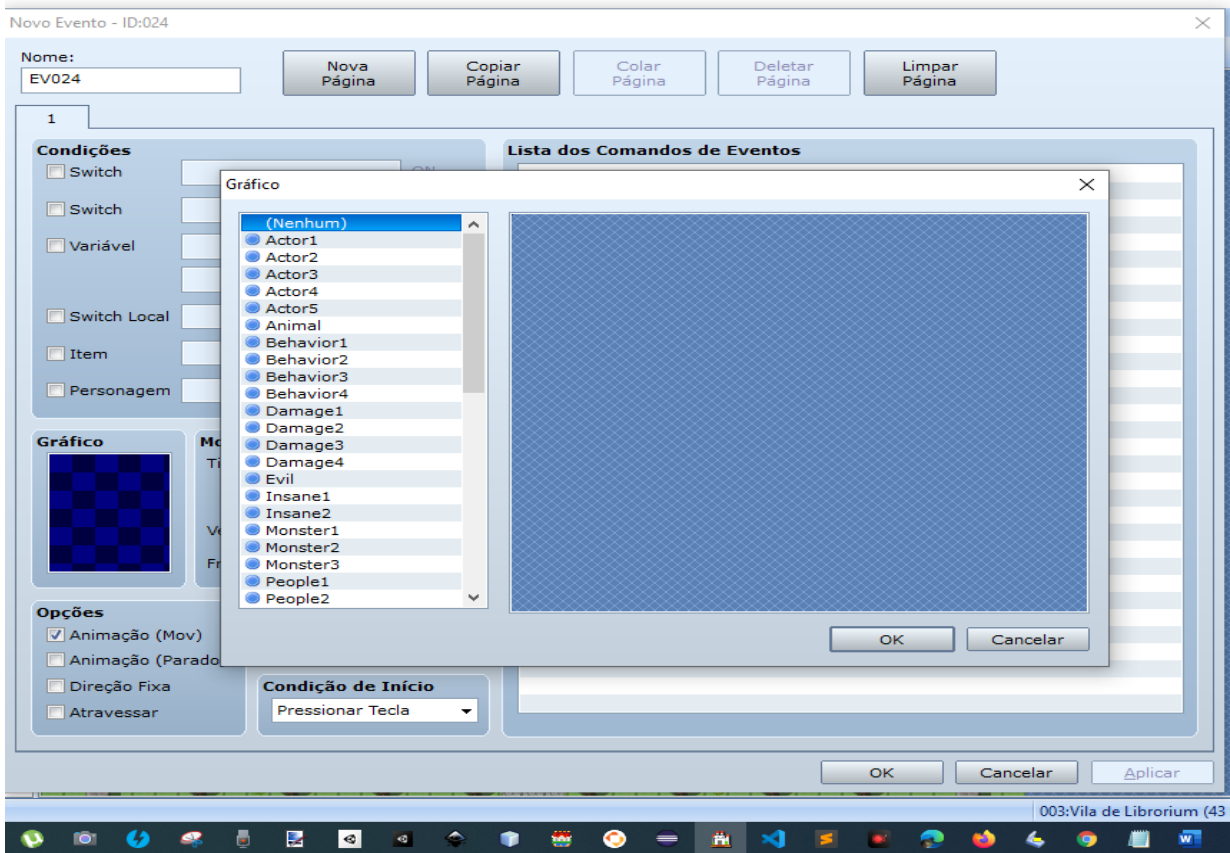 Novo Evento - ID:024
Nome:
EV024
Nova Página
Copiar Página
Colar Página
Deletar Página
Limpar Página
1
Condições
Switch
Switch
Variável
Switch Local
Item
Personagem
Lista dos Comandos de Eventos
Gráfico
(Nenhum)
Actor1
Actor2
Actor3
Actor4
Actor5
Animal
Behavior1
Behavior2
Behavior3
Behavior4
Damage1
Damage2
Damage3
Damage4
Evil
Insane1
Insane2
Monster1
Monster2
Monster3
People1
People2
OK
Cancelar
Gráfico
Opções
Animação (Mov)
Animação (Parado
Direção Fixa
Atravessar
Condição de Início
Pressionar Tecla
OK
Cancelar
Aplicar
003:Vila de Librorium (43